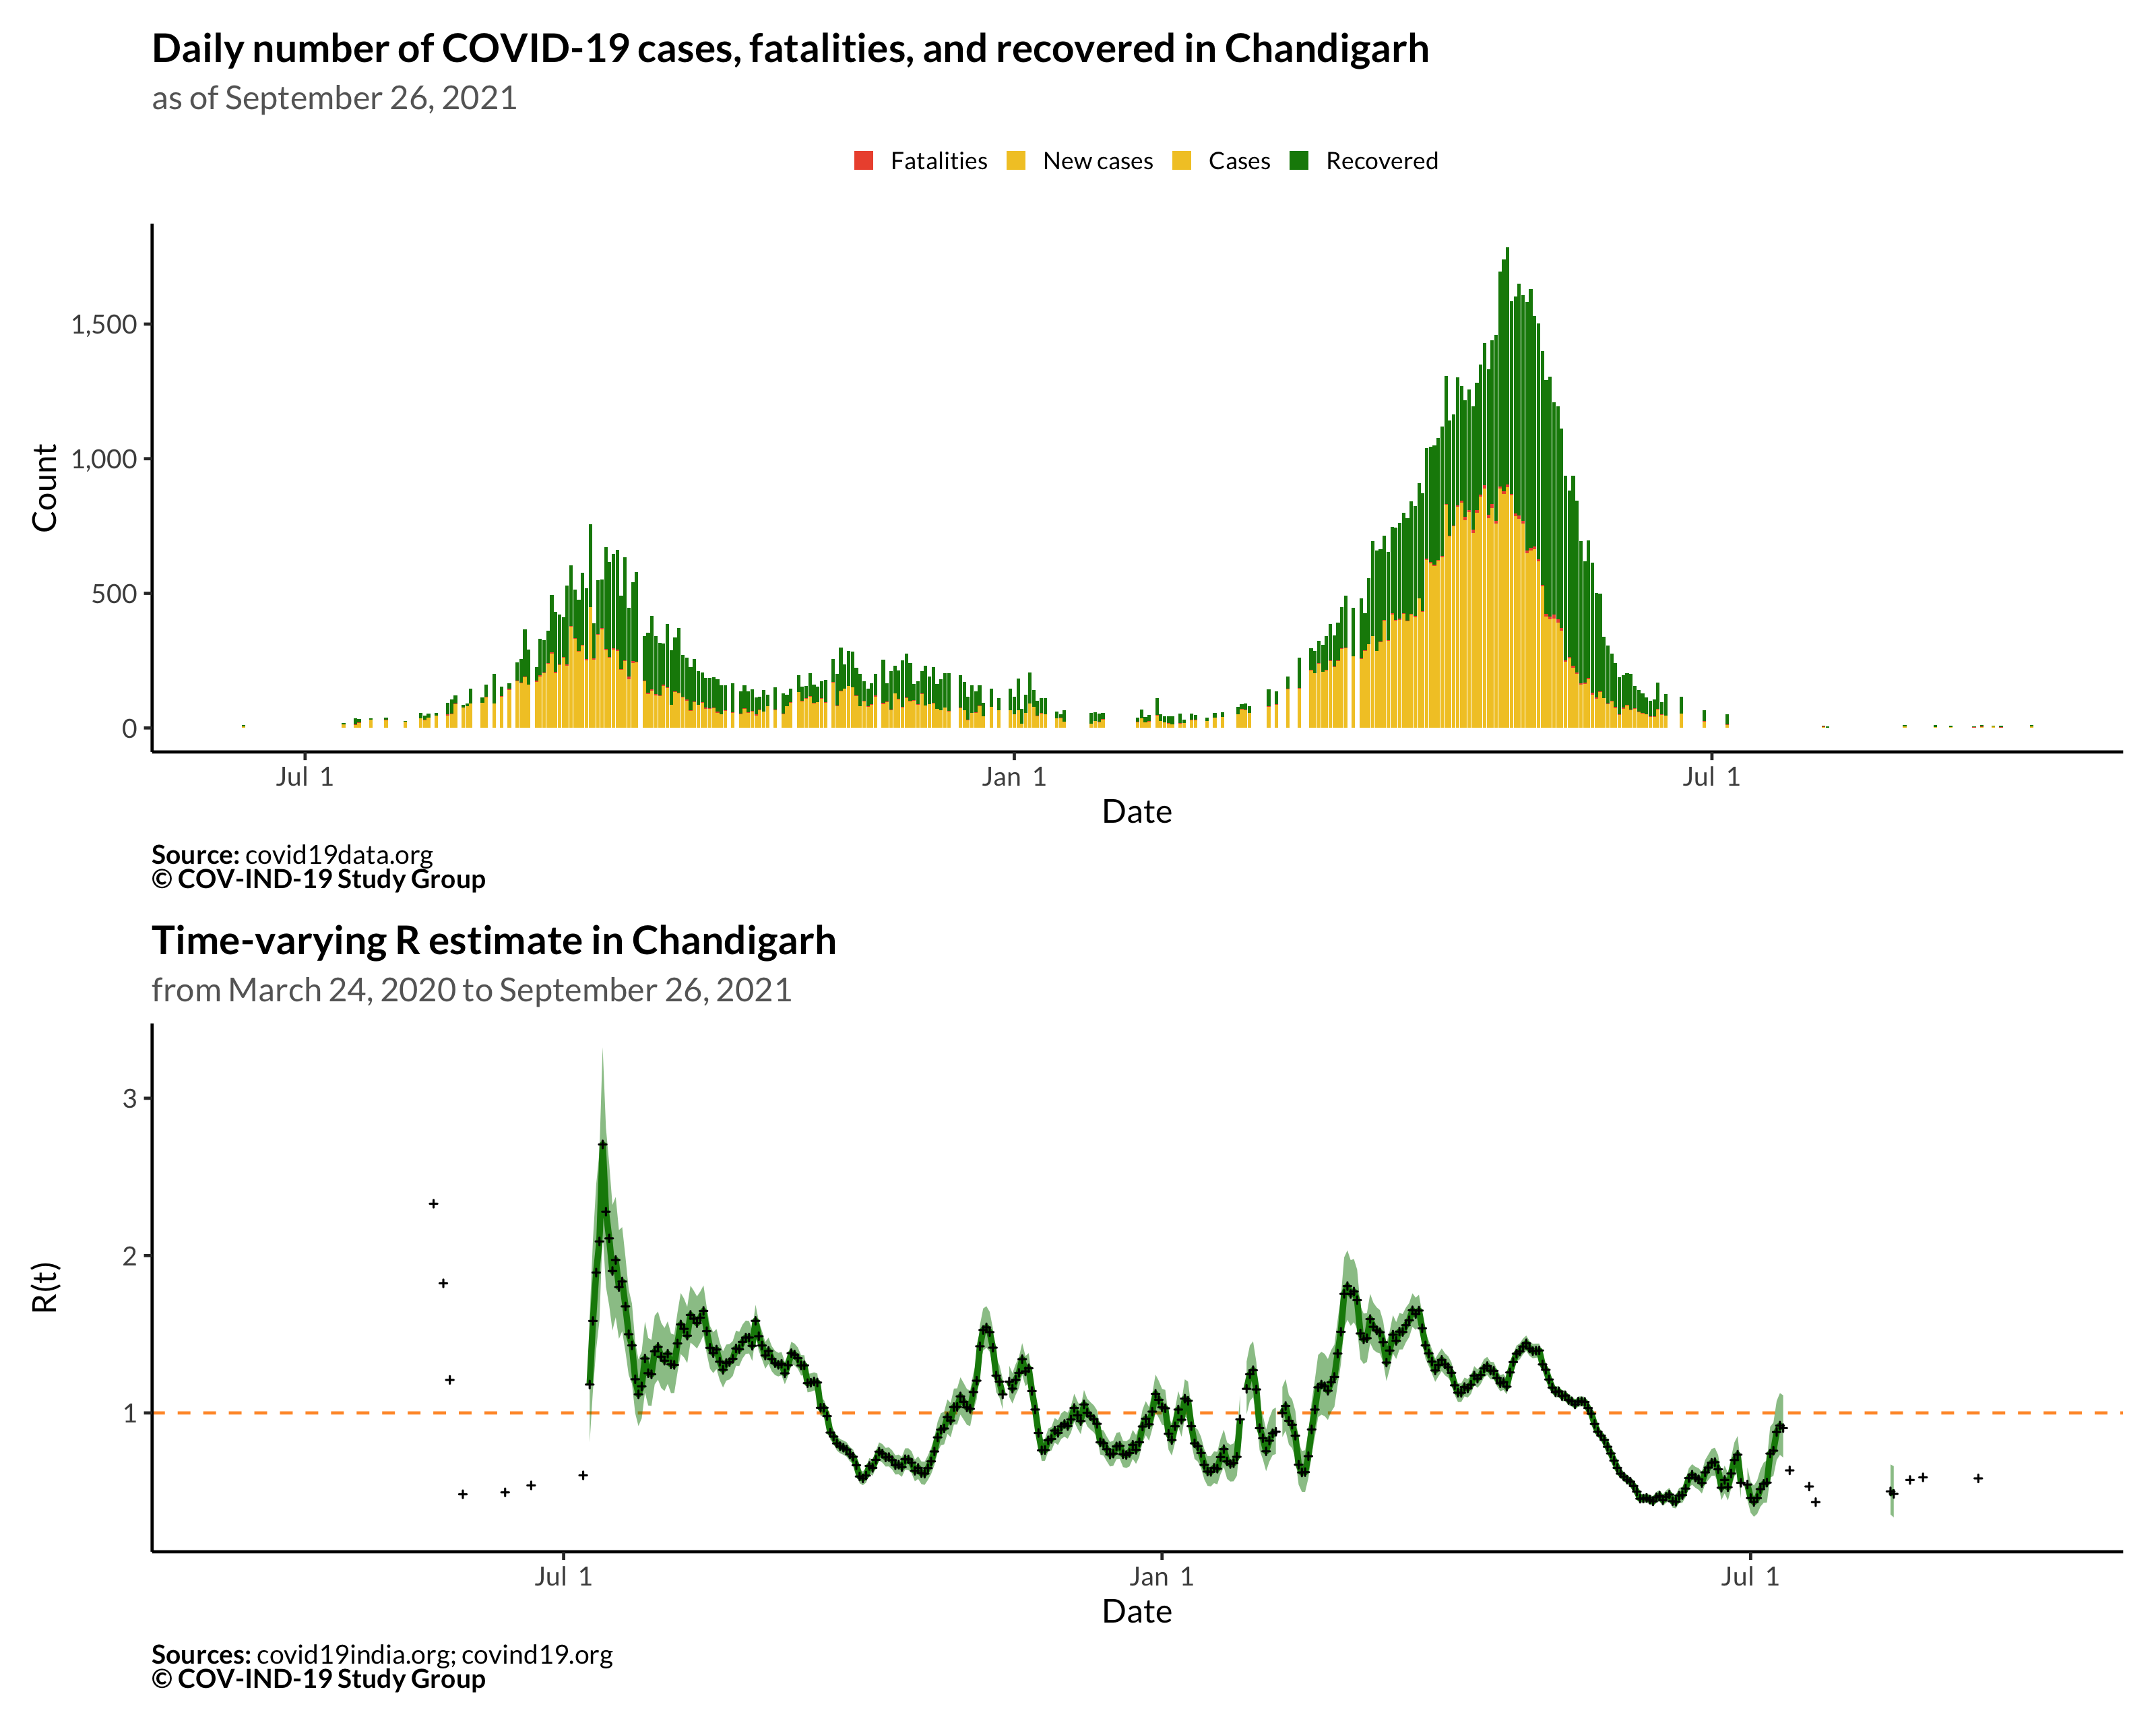 Daily number of COVID-19 cases, fatalities, and recovered in Chandigarh
as of September 26, 2021
Fatalities New cases Cases Recovered
1,500
1,000
500
0
Count
Jul 1 Jan 1 Jul 1
Date
Source: covid19data.org
© COV-IND-19 Study Group
Time-varying R estimate in Chandigarh
from March 24, 2020 to September 26, 2021
3
2
1
R(t)
Jul 1 Jan 1 Jul 1
Date
Sources: covid19india.org; covind19.org
© COV-IND-19 Study Group